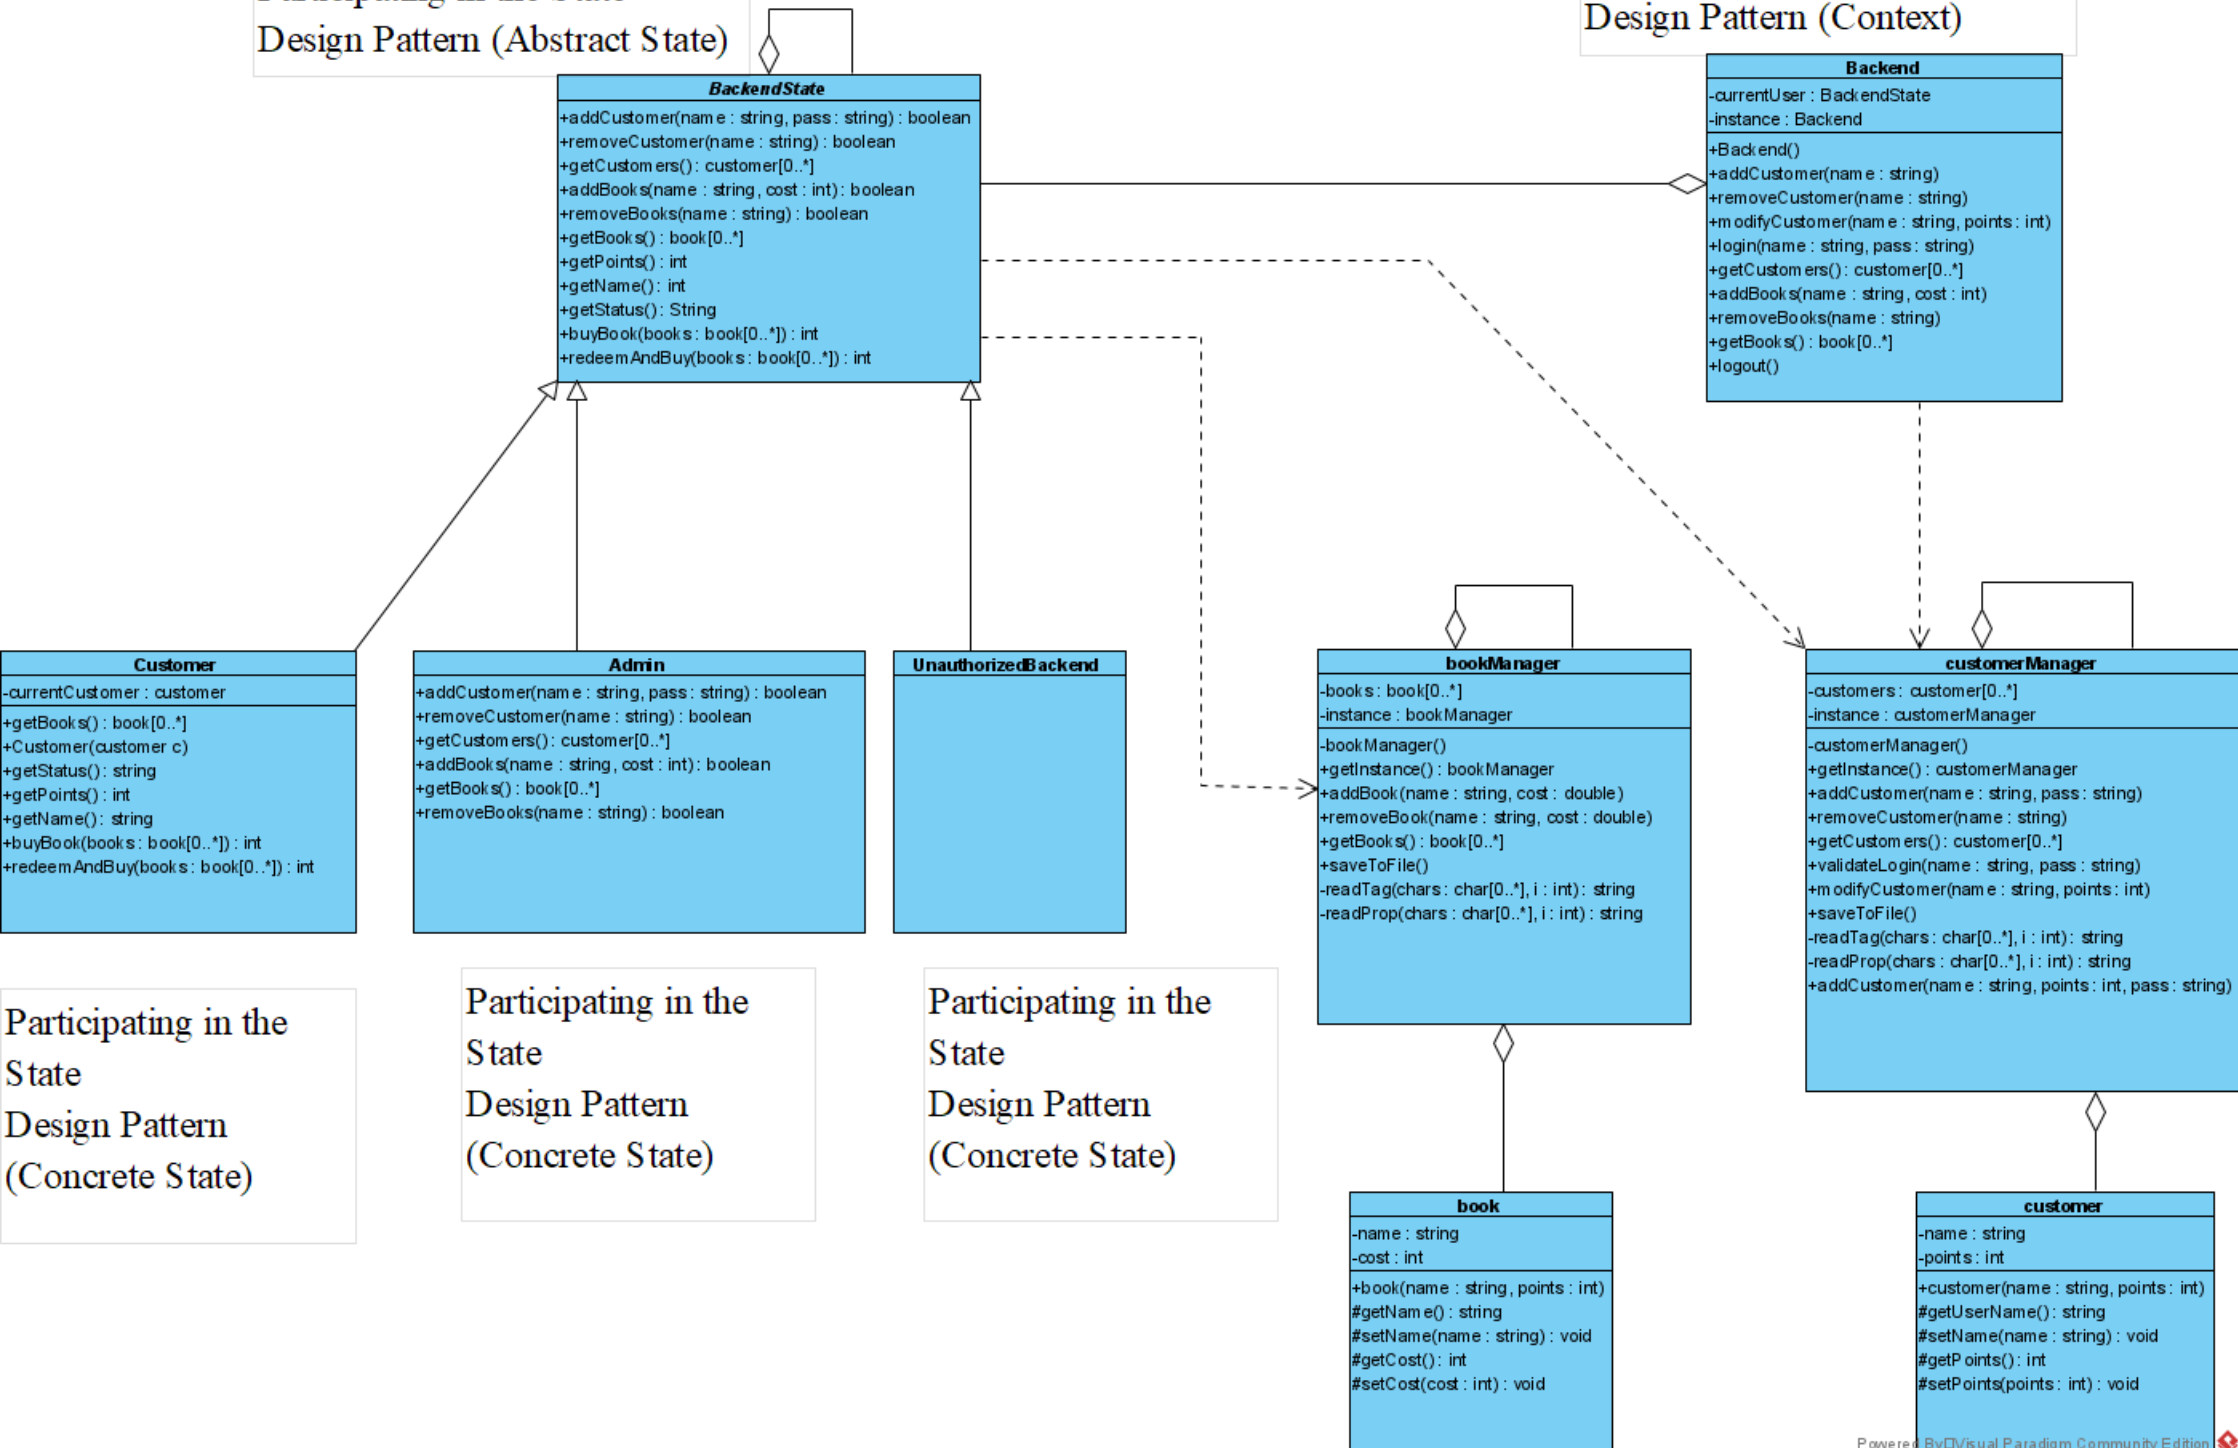 Participating in the State
Design Pattern (Abstract State)
Design Pattern (Context)
BackendState
+addCustomer(name : string, pass : string) : boolean
+removeCustomer(name : string) : boolean
+getCustomers() : customer[0..*]
+addBooks(name : string, cost : int) : boolean
+removeBooks(name : string) : boolean
+getBooks() : book[0..*]
+getPoints() : int
+getName() : int
+getStatus() : String
+buyBook(books : book[0..*]) : int
+redeemAndBuy(books : book[0..*]) : int
Backend
-currentUser : BackendState
-instance : Backend
+Backend()
+addCustomer(name : string)
+removeCustomer(name : string)
+modifyCustomer(name : string, points : int)
+login(name : string, pass : string)
+getCustomers() : customer[0..*]
+addBooks(name : string, cost : int)
+removeBooks(name : string)
+getBooks() : book[0..*]
+logout()
Customer
-currentCustomer : customer
+getBooks() : book[0..*]
+Customer(customer c)
+getStatus() : string
+getPoints() : int
+getName() : string
+buyBook(books : book[0..*]) : int
+redeemAndBuy(books : book[0..*]) : int
Admin
+addCustomer(name : string, pass : string) : boolean
+removeCustomer(name : string) : boolean
+getCustomers() : customer[0..*]
+addBooks(name : string, cost : int) : boolean
+getBooks() : book[0..*]
+removeBooks(name : string) : boolean
UnauthorizedBackend
bookManager
-books : book[0..*]
-instance : bookManager
-bookManager()
+getInstance() : bookManager
+addBook(name : string, cost : double)
+removeBook(name : string, cost : double)
+getBooks() : book[0..*]
+saveToFile()
-readTag(chars : char[0..*], i : int) : string
-readProp(chars : char[0..*], i : int) : string
customerManager
-customers : customer[0..*]
-instance : customerManager
-customerManager()
+getInstance() : customerManager
+addCustomer(name : string, pass : string)
+removeCustomer(name : string)
+getCustomers() : customer[0..*]
+validateLogin(name : string, pass : string)
+modifyCustomer(name : string, points : int)
+saveToFile()
-readTag(chars : char[0..*], i : int) : string
-readProp(chars : char[0..*], i : int) : string
+addCustomer(name : string, points : int, pass : string)
Participating in the
State
Design Pattern
(Concrete State)
Participating in the
State
Design Pattern
(Concrete State)
Participating in the
State
Design Pattern
(Concrete State)
book
-name : string
-cost : int
+book(name : string, points : int)
#getName() : string
#setName(name : string) : void
#getCost() : int
#setCost(cost : int) : void
customer
-name : string
-points : int
+customer(name : string, points : int)
#getUserName() : string
#setName(name : string) : void
#getPoints() : int
#setPoints(points : int) : void
Powered By Visual Paradigm Community Edition